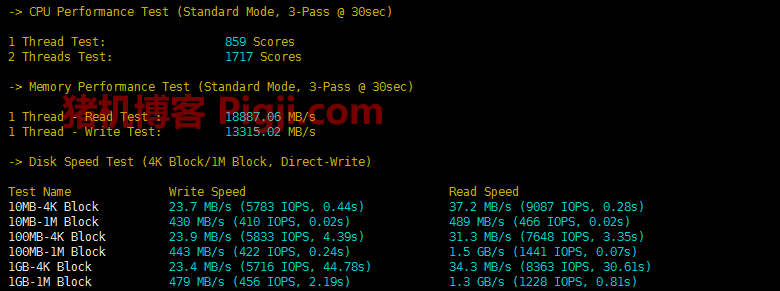 -> CPU Performance Test (Standard Mode, 3-Pass @ 30sec)
1 Thread Test: 859 Scores
2 Threads Test: 1717 Scores
-> Memory Performance Test (Standard Mode, 3-Pass @ 30sec)
猪机博客 Pigji.com
1 Thread - Read Test : 18887.06 MB/s
1 Thread - Write Test: 13315.02 MB/s
-> Disk Speed Test (4K Block/1M Block, Direct-Write)
Test Name Write Speed Read Speed
10MB-4K Block 23.7 MB/s (5783 IOPS, 0.44s) 37.2 MB/s (9087 IOPS, 0.28s)
10MB-1M Block 430 MB/s (410 IOPS, 0.02s) 489 MB/s (466 IOPS, 0.02s)
100MB-4K Block 23.9 MB/s (5833 IOPS, 4.39s) 31.3 MB/s (7648 IOPS, 3.35s)
100MB-1M Block 443 MB/s (422 IOPS, 0.24s) 1.5 GB/s (1441 IOPS, 0.07s)
1GB-4K Block 23.4 MB/s (5716 IOPS, 44.78s) 34.3 MB/s (8363 IOPS, 30.61s)
1GB-1M Block 479 MB/s (456 IOPS, 2.19s) 1.3 GB/s (1228 IOPS, 0.81s)